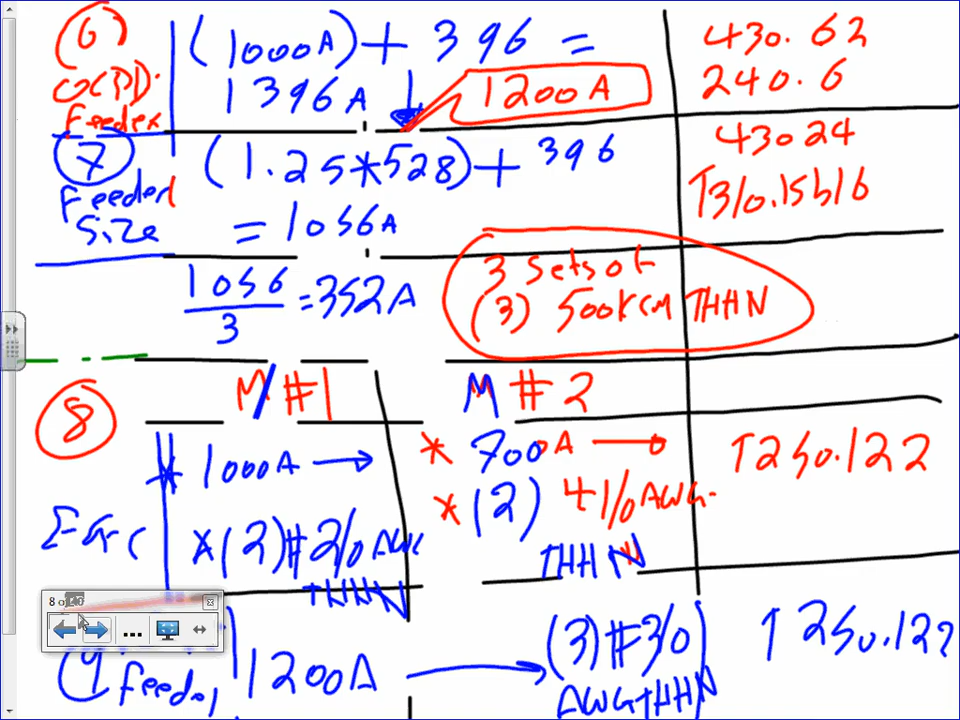 (6) (1000A) + 396 = 430.62
OCPD. 1396A 1200A 240.6
Feeder
(7) (1.25*528) + 396 430 24
Feeder T310.15b16
Size = 1056A
1056/3 = 352A 3 sets of
(3) 500kcm THHN
(8) M#1 M#2
* 1000A → * 700A → T250.122
EGC *(2)#2/0 AWG *(2) 4/0 AWG.
THHN THHN
8 of
Feeder 1200A → (3)#3/0 T250.122
AWG THHN